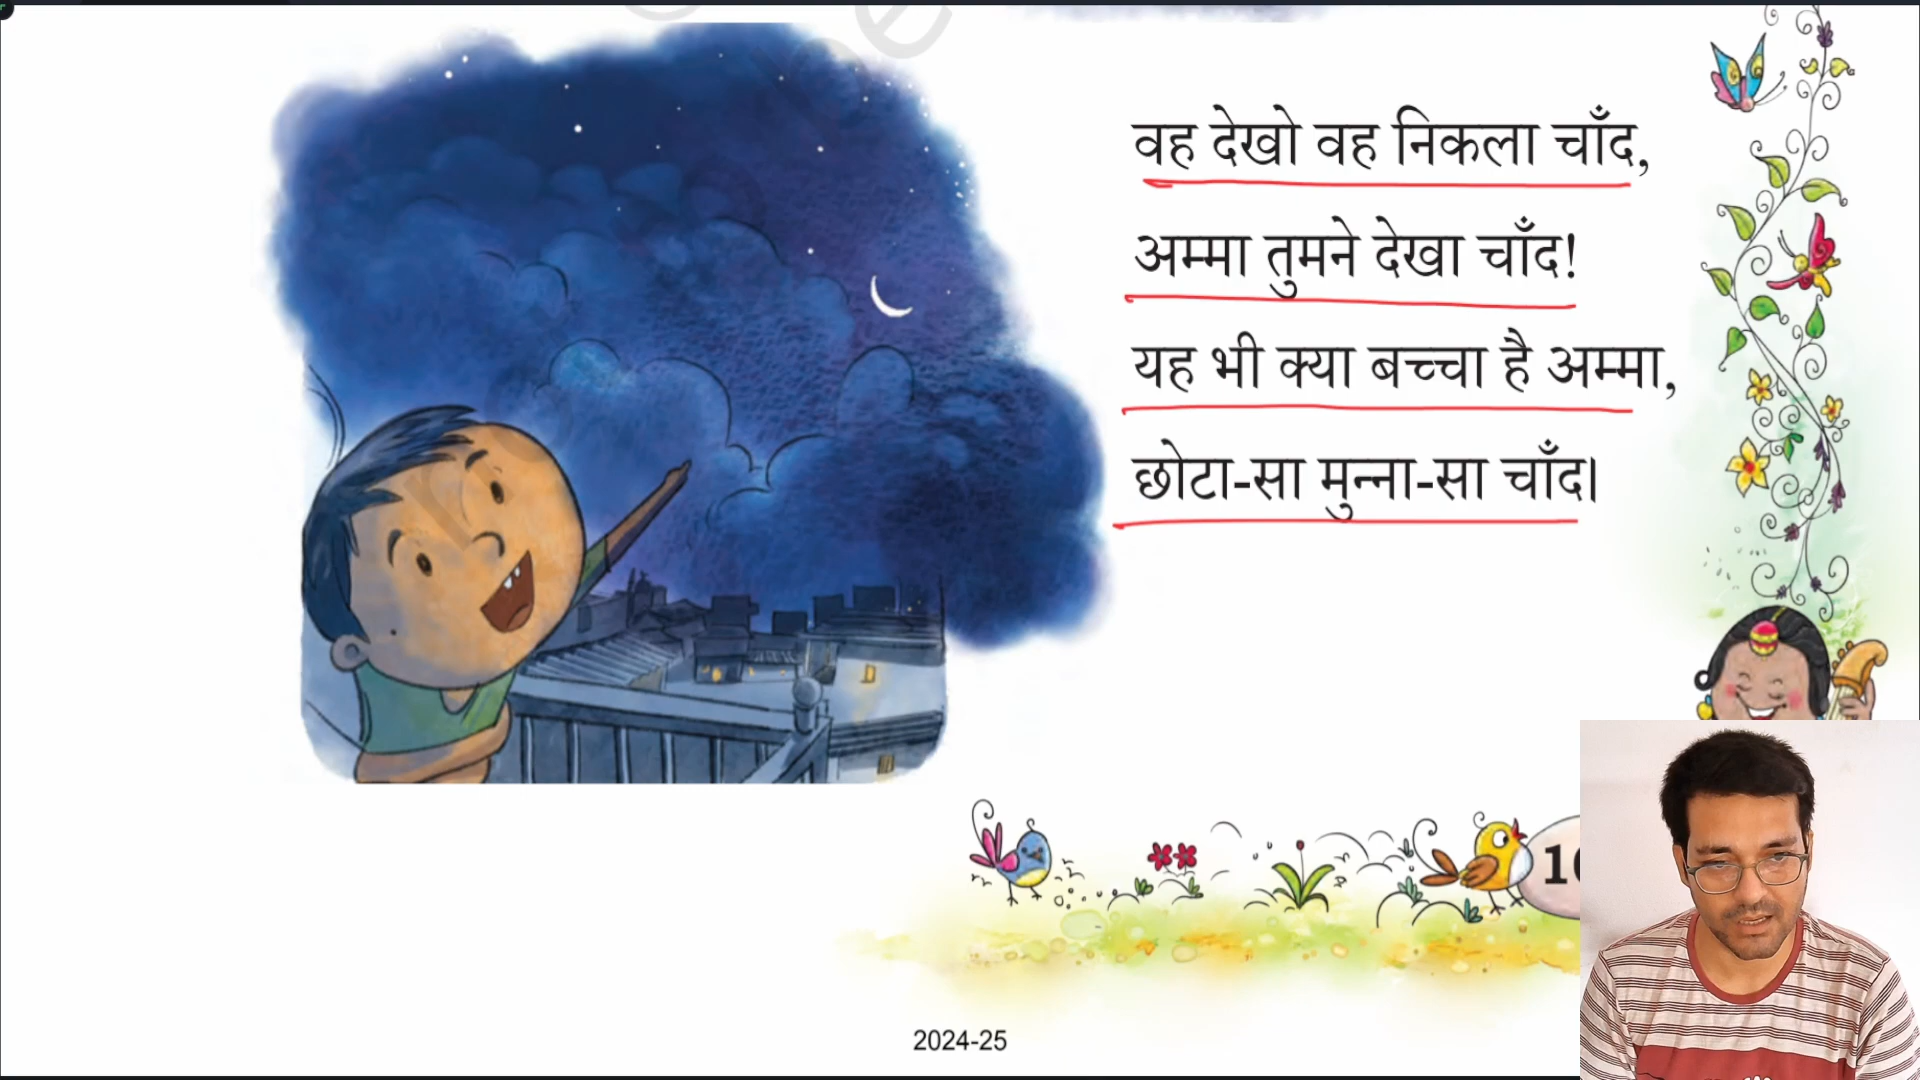 वह देखो वह निकला चाँद,
अम्मा तुमने देखा चाँद!
यह भी क्या बच्चा है अम्मा,
छोटा-सा मुन्ना-सा चाँद।
2024-25